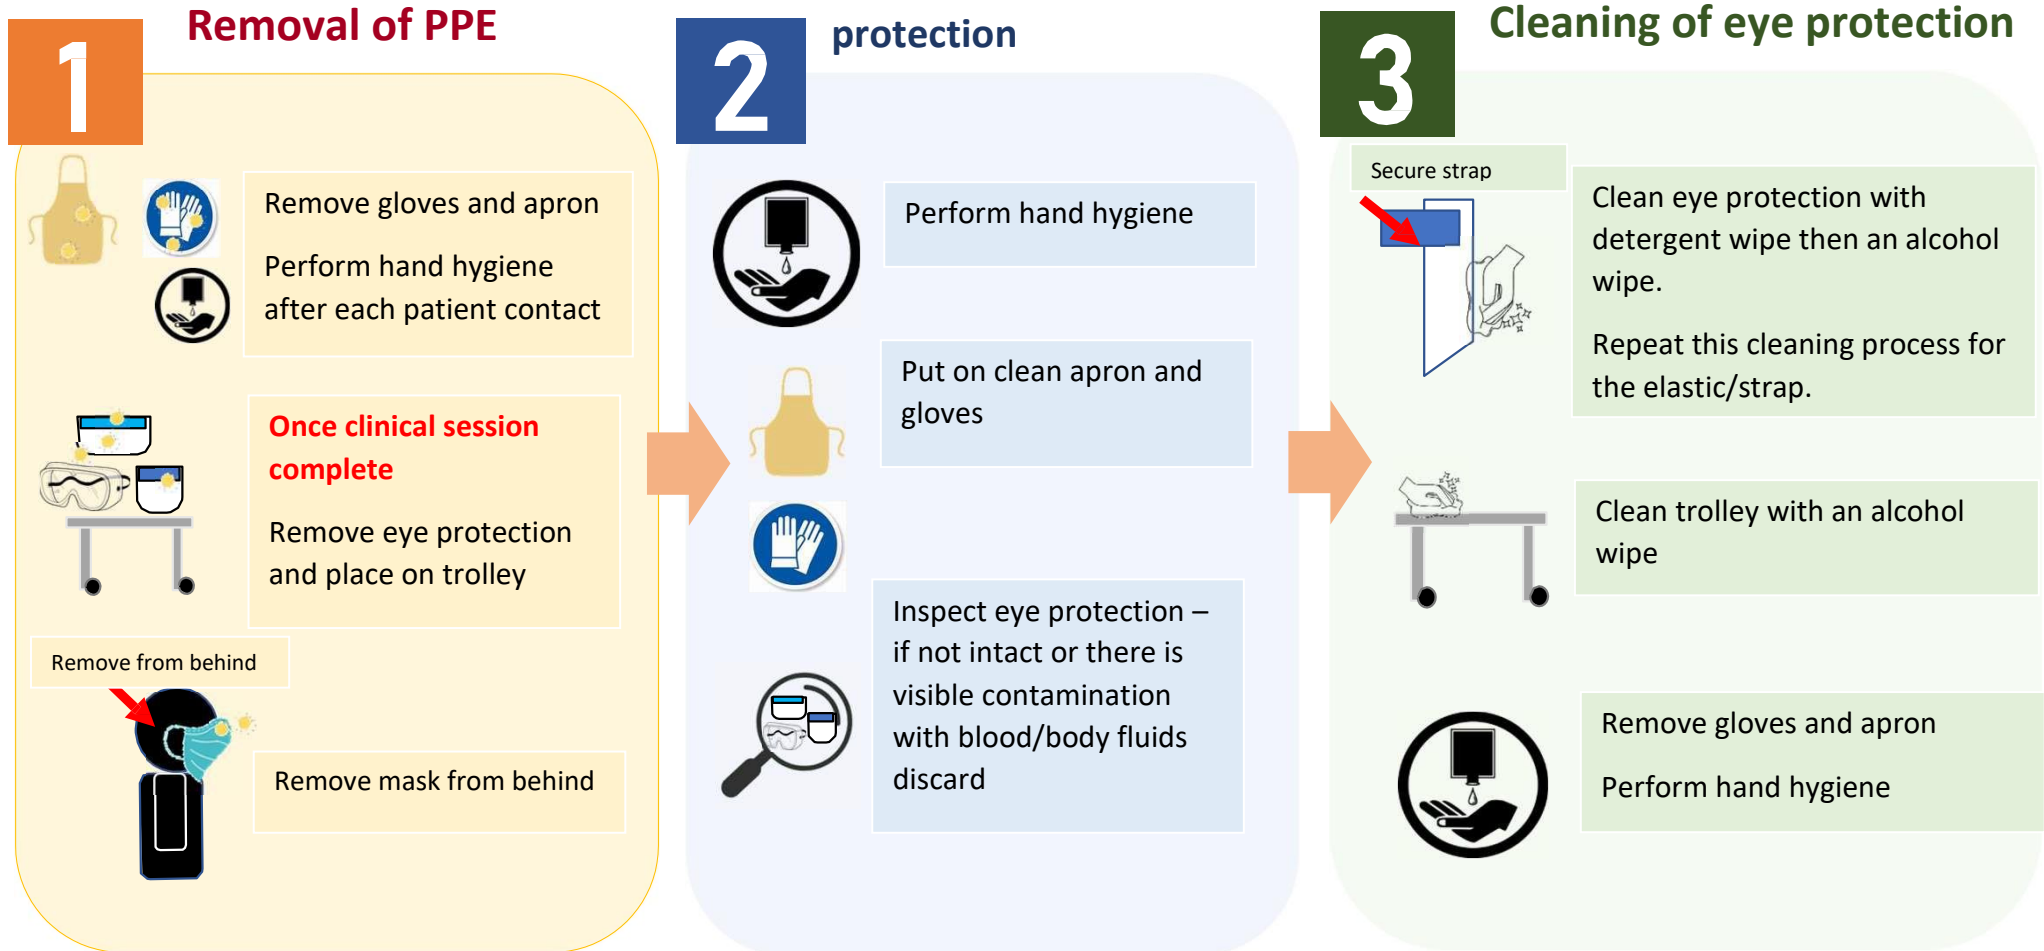 1
Removal of PPE
Remove gloves and apron
Perform hand hygiene
after each patient contact
Once clinical session
complete
Remove eye protection
and place on trolley
Remove from behind
Remove mask from behind
2
protection
Perform hand hygiene
Put on clean apron and
gloves
Inspect eye protection –
if not intact or there is
visible contamination
with blood/body fluids
discard
3
Cleaning of eye protection
Secure strap
Clean eye protection with
detergent wipe then an alcohol
wipe.
Repeat this cleaning process for
the elastic/strap.
Clean trolley with an alcohol
wipe
Remove gloves and apron
Perform hand hygiene